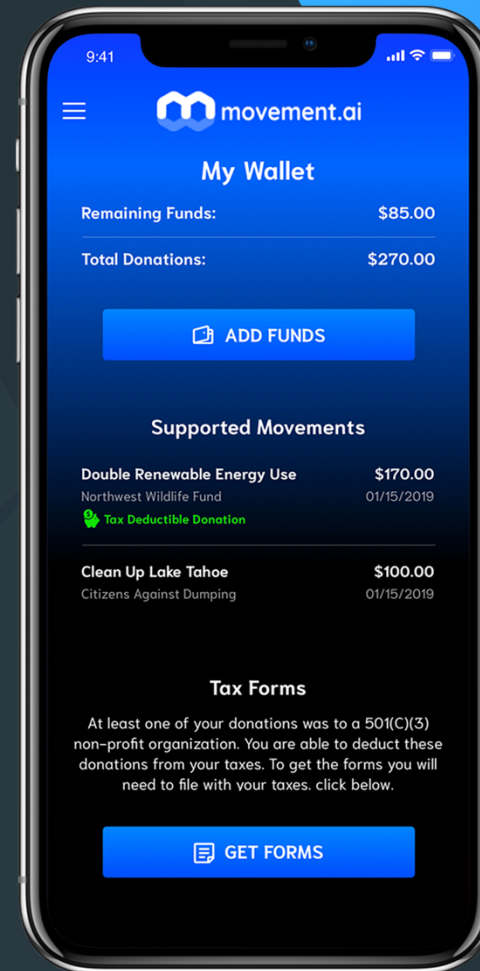 9:41
movement.ai
My Wallet
Remaining Funds: $85.00
Total Donations: $270.00
ADD FUNDS
Supported Movements
Double Renewable Energy Use $170.00
Northwest Wildlife Fund 01/15/2019
$ Tax Deductible Donation
Clean Up Lake Tahoe $100.00
Citizens Against Dumping 01/15/2019
Tax Forms
At least one of your donations was to a 501(C)(3)
non-profit organization. You are able to deduct these
donations from your taxes. To get the forms you will
need to file with your taxes. click below.
GET FORMS